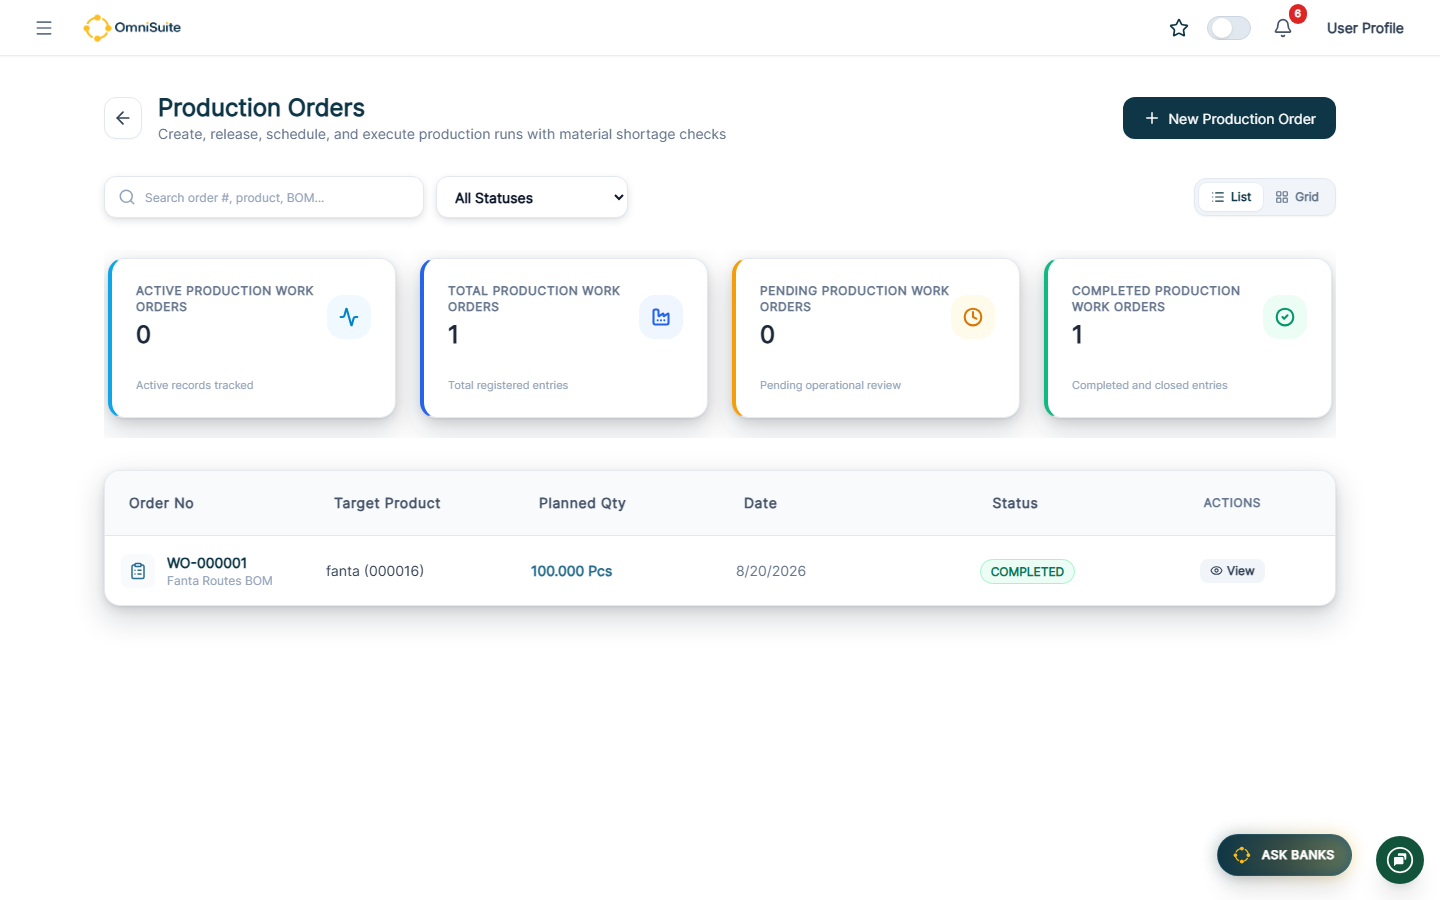 OmniSuite
6
User Profile
Production Orders
Create, release, schedule, and execute production runs with material shortage checks
New Production Order
Search order #, product, BOM...
All Statuses
List
Grid
ACTIVE PRODUCTION WORK
ORDERS
0
Active records tracked
TOTAL PRODUCTION WORK
ORDERS
1
Total registered entries
PENDING PRODUCTION WORK
ORDERS
0
Pending operational review
COMPLETED PRODUCTION
WORK ORDERS
1
Completed and closed entries
Order No
Target Product
Planned Qty
Date
Status
ACTIONS
WO-000001
Fanta Routes BOM
fanta (000016)
100.000 Pcs
8/20/2026
COMPLETED
View
ASK BANKS